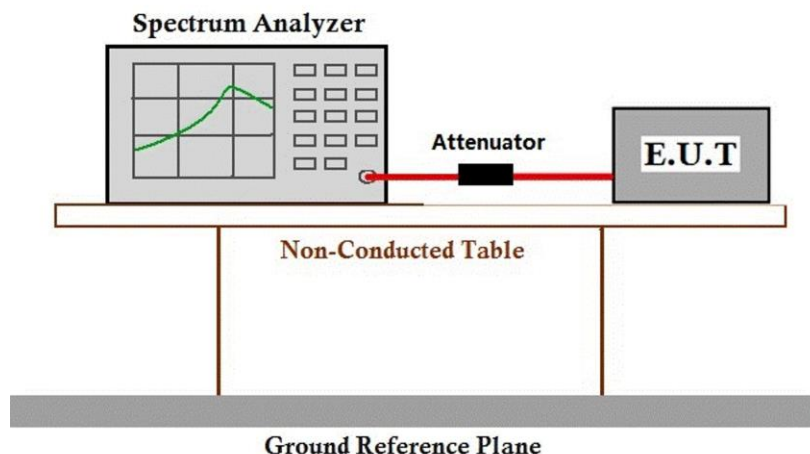 Spectrum Analyzer
Attenuator
E.U.T
Non-Conducted Table
Ground Reference Plane